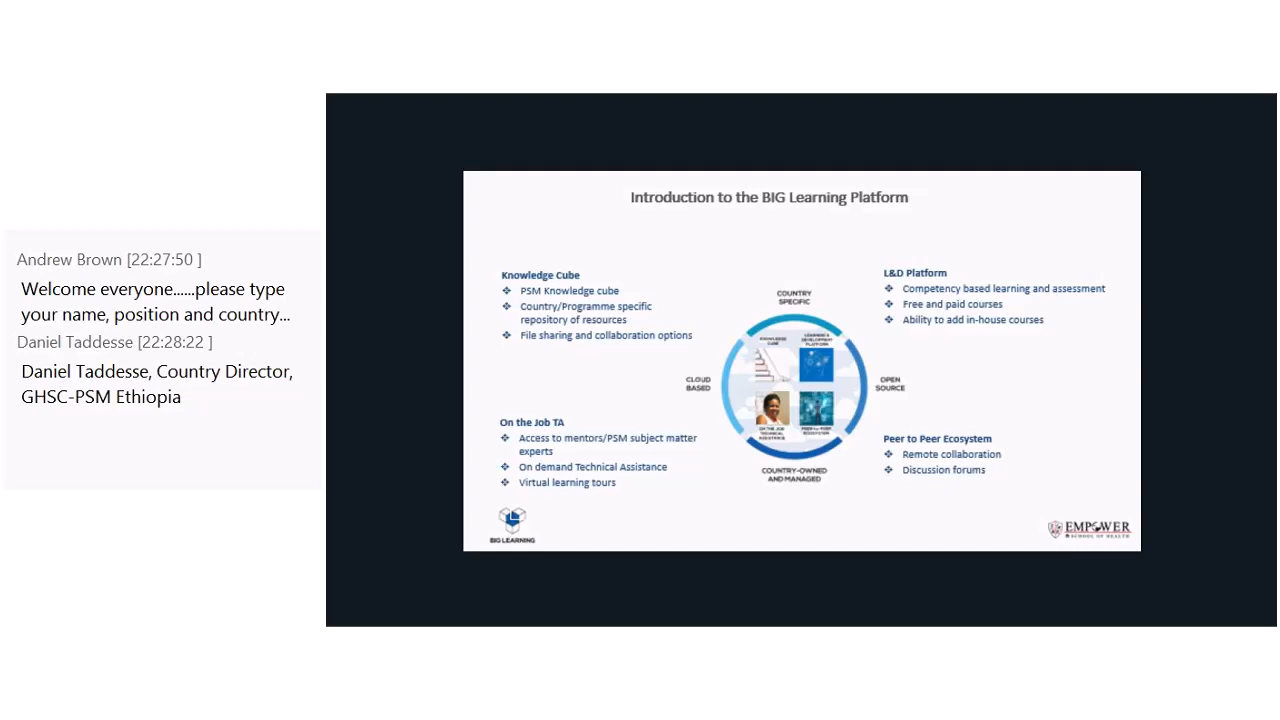 Andrew Brown [22:27:50 ]
Welcome everyone......please type
your name, position and country...
Daniel Taddesse [22:28:22 ]
Daniel Taddesse, Country Director,
GHSC-PSM Ethiopia
Introduction to the BIG Learning Platform
Knowledge Cube
❖ PSM Knowledge cube
❖ Country/Programme specific
repository of resources
❖ File sharing and collaboration options
L&D Platform
❖ Competency based learning and assessment
❖ Free and paid courses
❖ Ability to add in-house courses
COUNTRY
SPECIFIC
KNOWLEDGE
CUBE
LEARNING &
DEVELOPMENT
PLATFORM
CLOUD
BASED
OPEN
SOURCE
ON THE JOB
TECHNICAL
ASSISTANCE
PEER-to-PEER
ECOSYSTEM
COUNTRY-OWNED
AND MANAGED
On the Job TA
❖ Access to mentors/PSM subject matter
experts
❖ On demand Technical Assistance
❖ Virtual learning tours
Peer to Peer Ecosystem
❖ Remote collaboration
❖ Discussion forums
BIG LEARNING
EMPOWER
SCHOOL OF HEALTH